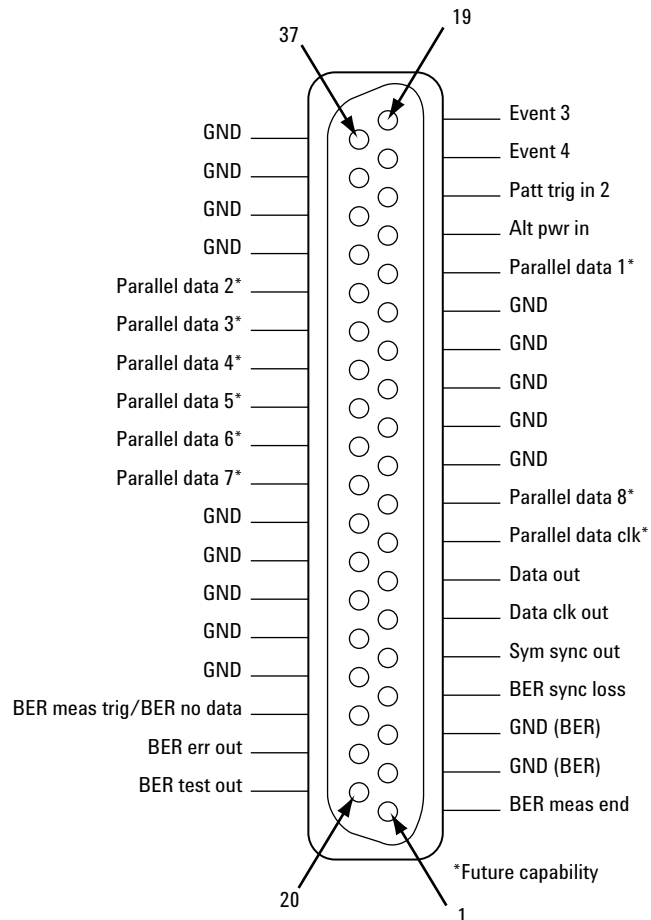 37
19
GND
GND
GND
GND
Parallel data 2*
Parallel data 3*
Parallel data 4*
Parallel data 5*
Parallel data 6*
Parallel data 7*
GND
GND
GND
GND
GND
BER meas trig/BER no data
BER err out
BER test out
Event 3
Event 4
Patt trig in 2
Alt pwr in
Parallel data 1*
GND
GND
GND
GND
GND
Parallel data 8*
Parallel data clk*
Data out
Data clk out
Sym sync out
BER sync loss
GND (BER)
GND (BER)
BER meas end
*Future capability
20
1